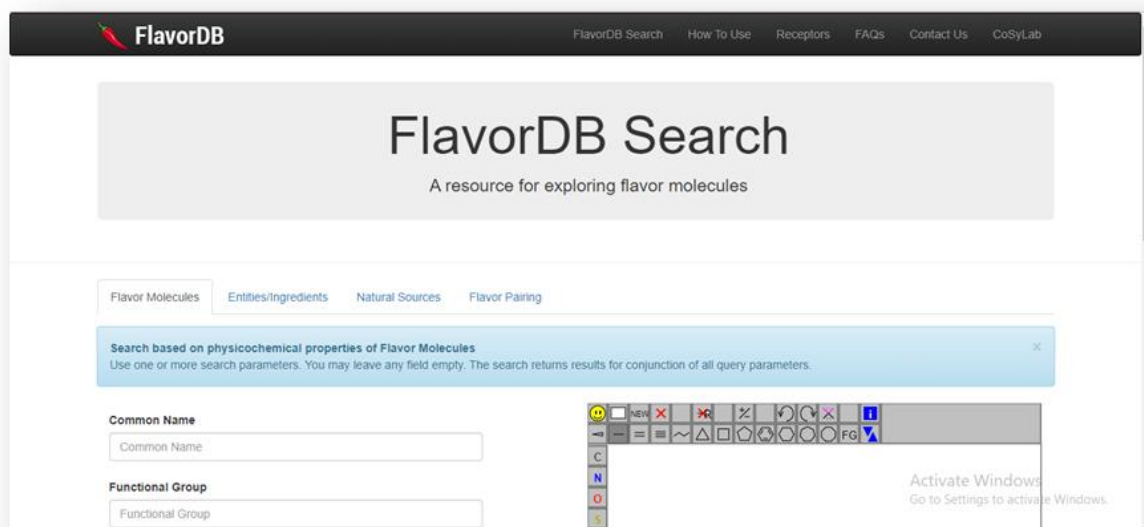 FlavorDB
FlavorDB Search How To Use Receptors FAQs Contact Us CoSyLab
FlavorDB Search
A resource for exploring flavor molecules
Flavor Molecules Entities/Ingredients Natural Sources Flavor Pairing
Search based on physicochemical properties of Flavor Molecules ×
Use one or more search parameters. You may leave any field empty. The search returns results for conjunction of all query parameters.
Common Name
Common Name
Functional Group
Functional Group
NEW XR +/- i
FG
C
N
O
S
Activate Windows
Go to Settings to activate Windows.